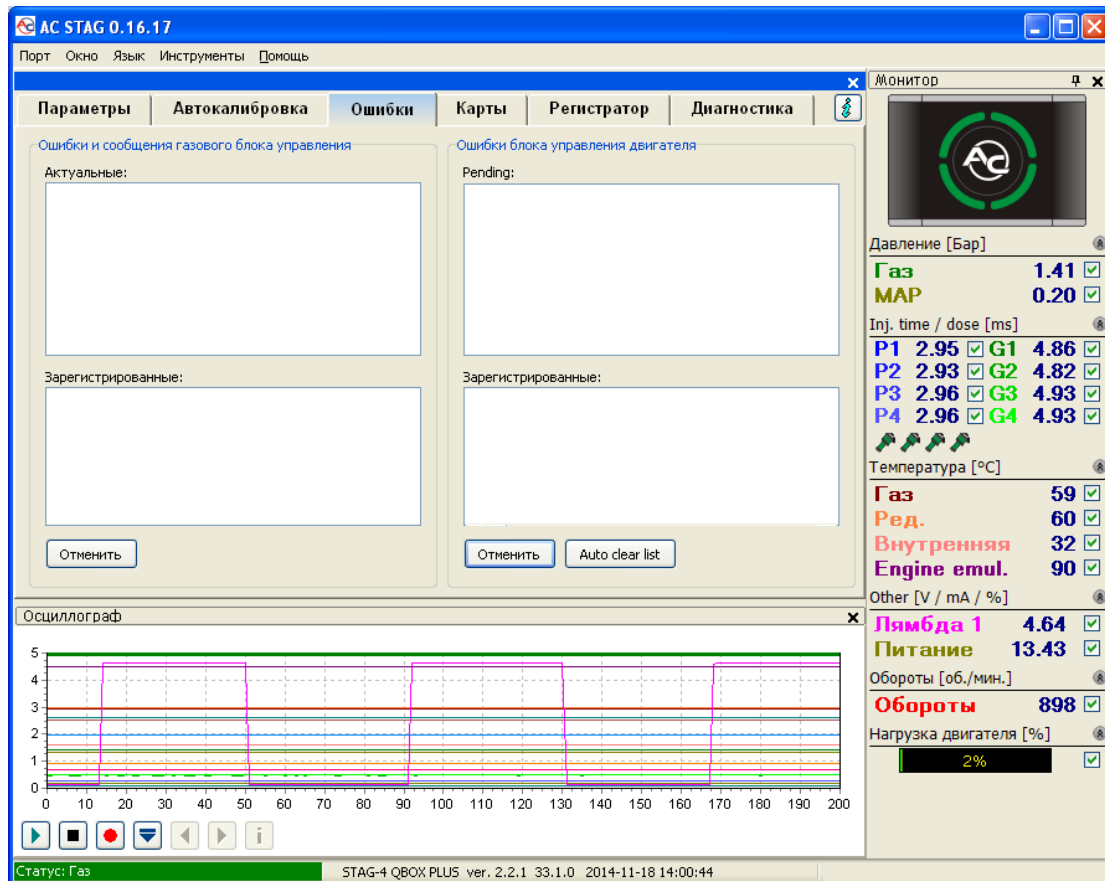 AC STAG 0.16.17
Порт Окно Язык Инструменты Помощь
Параметры Автокалибровка Ошибки Карты Регистратор Диагностика i
Ошибки и сообщения газового блока управления
Актуальные:
Зарегистрированные:
Отменить
Ошибки блока управления двигателя
Pending:
Зарегистрированные:
Отменить Auto clear list
Осциллограф
5
4
3
2
1
0
0 10 20 30 40 50 60 70 80 90 100 110 120 130 140 150 160 170 180 190 200
i
Монитор
AC
Давление [Бар]
Газ 1.41
MAP 0.20
Inj. time / dose [ms]
P1 2.95 G1 4.86
P2 2.93 G2 4.82
P3 2.96 G3 4.93
P4 2.96 G4 4.93
Температура [°C]
Газ 59
Ред. 60
Внутренняя 32
Engine emul. 90
Other [V / mA / %]
Лямбда 1 4.64
Питание 13.43
Обороты [об./мин.]
Обороты 898
Нагрузка двигателя [%]
2%
Статус: Газ STAG-4 QBOX PLUS ver. 2.2.1 33.1.0 2014-11-18 14:00:44